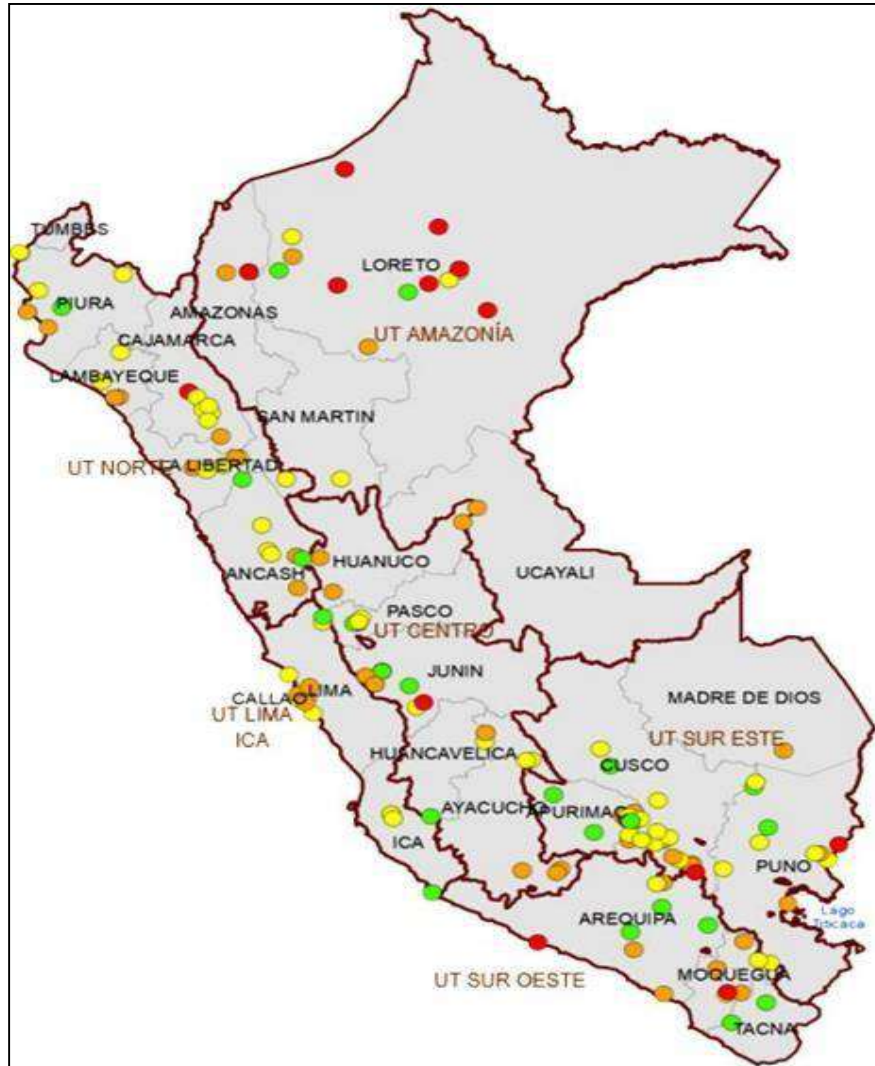 TUMBES
LORETO
PIURA
AMAZONAS
UT AMAZONÍA
CAJAMARCA
LAMBAYEQUE
SAN MARTIN
UT NORTE
LA LIBERTAD
HUANUCO
ANCASH
UCAYALI
PASCO
UT CENTRO
JUNIN
MADRE DE DIOS
CALLAO
LIMA
UT LIMA
ICA
UT SUR ESTE
HUANCAVELICA
CUSCO
AYACUCHO
APURIMAC
ICA
PUNO
Lago
Titicaca
AREQUIPA
MOQUEGUA
UT SUR OESTE
TACNA